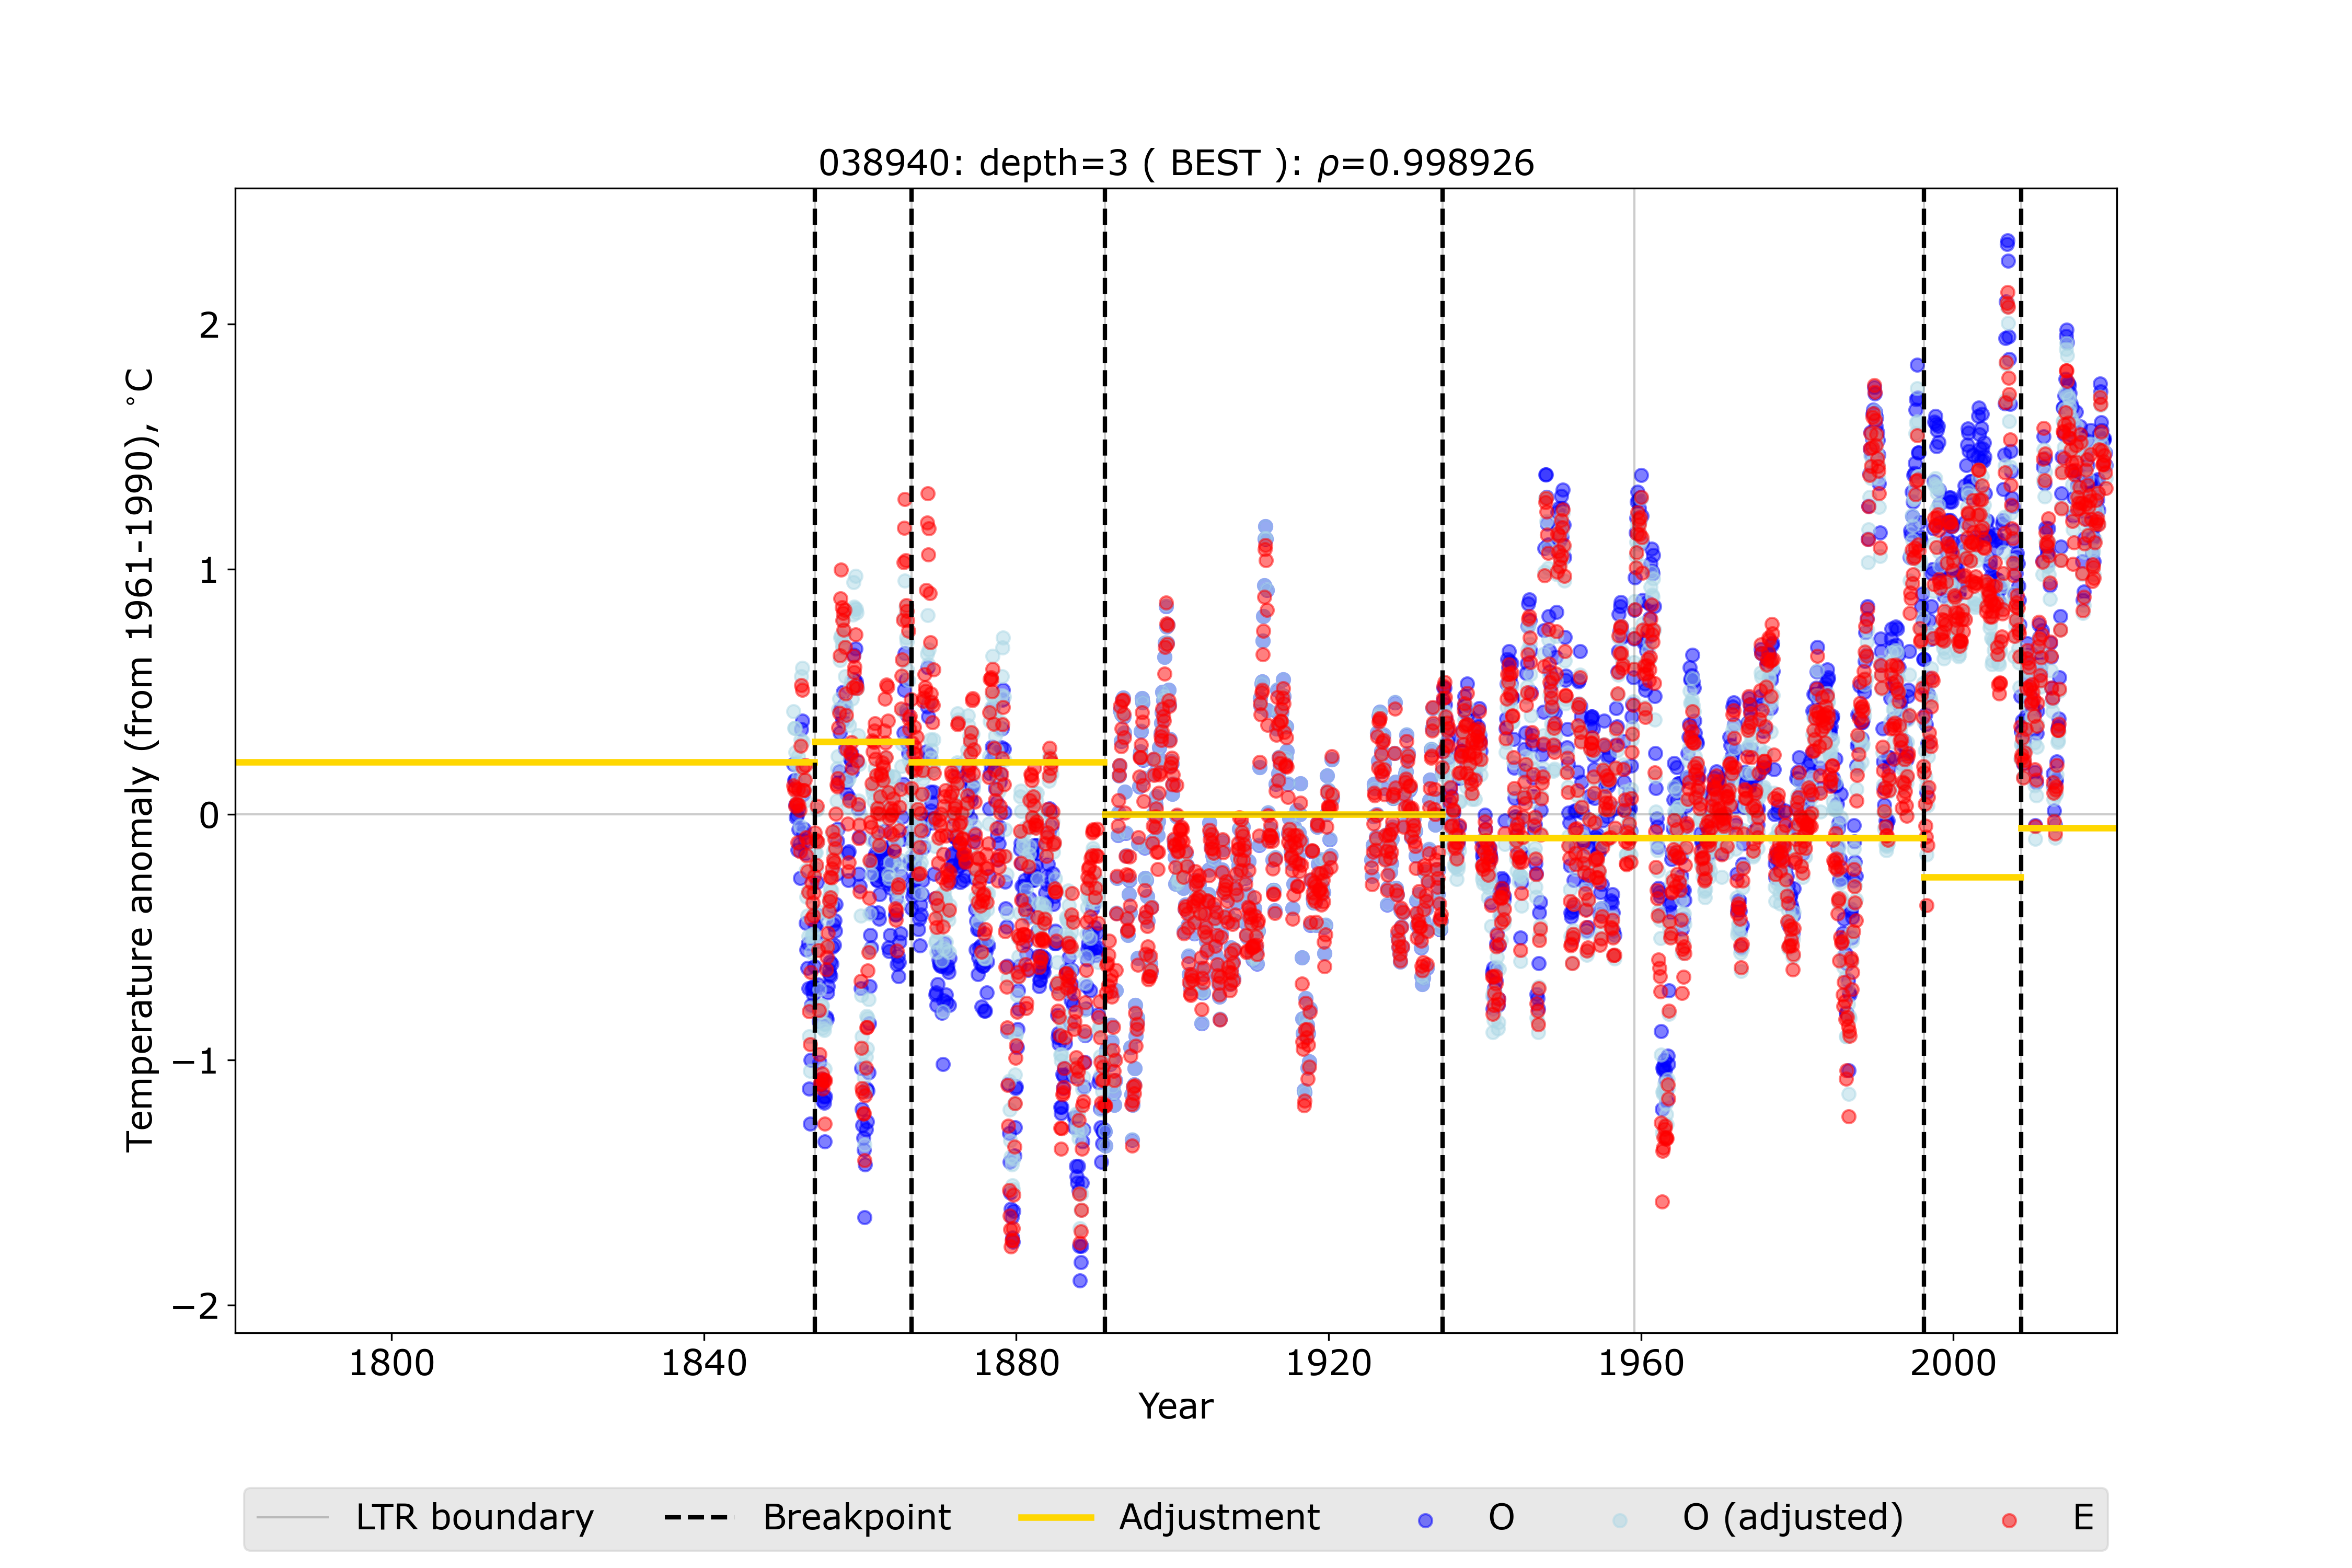 038940: depth=3 ( BEST ): ρ=0.998926
Temperature anomaly (from 1961-1990), °C
2
1
0
−1
−2
1800 1840 1880 1920 1960 2000
Year
LTR boundary Breakpoint Adjustment O O (adjusted) E